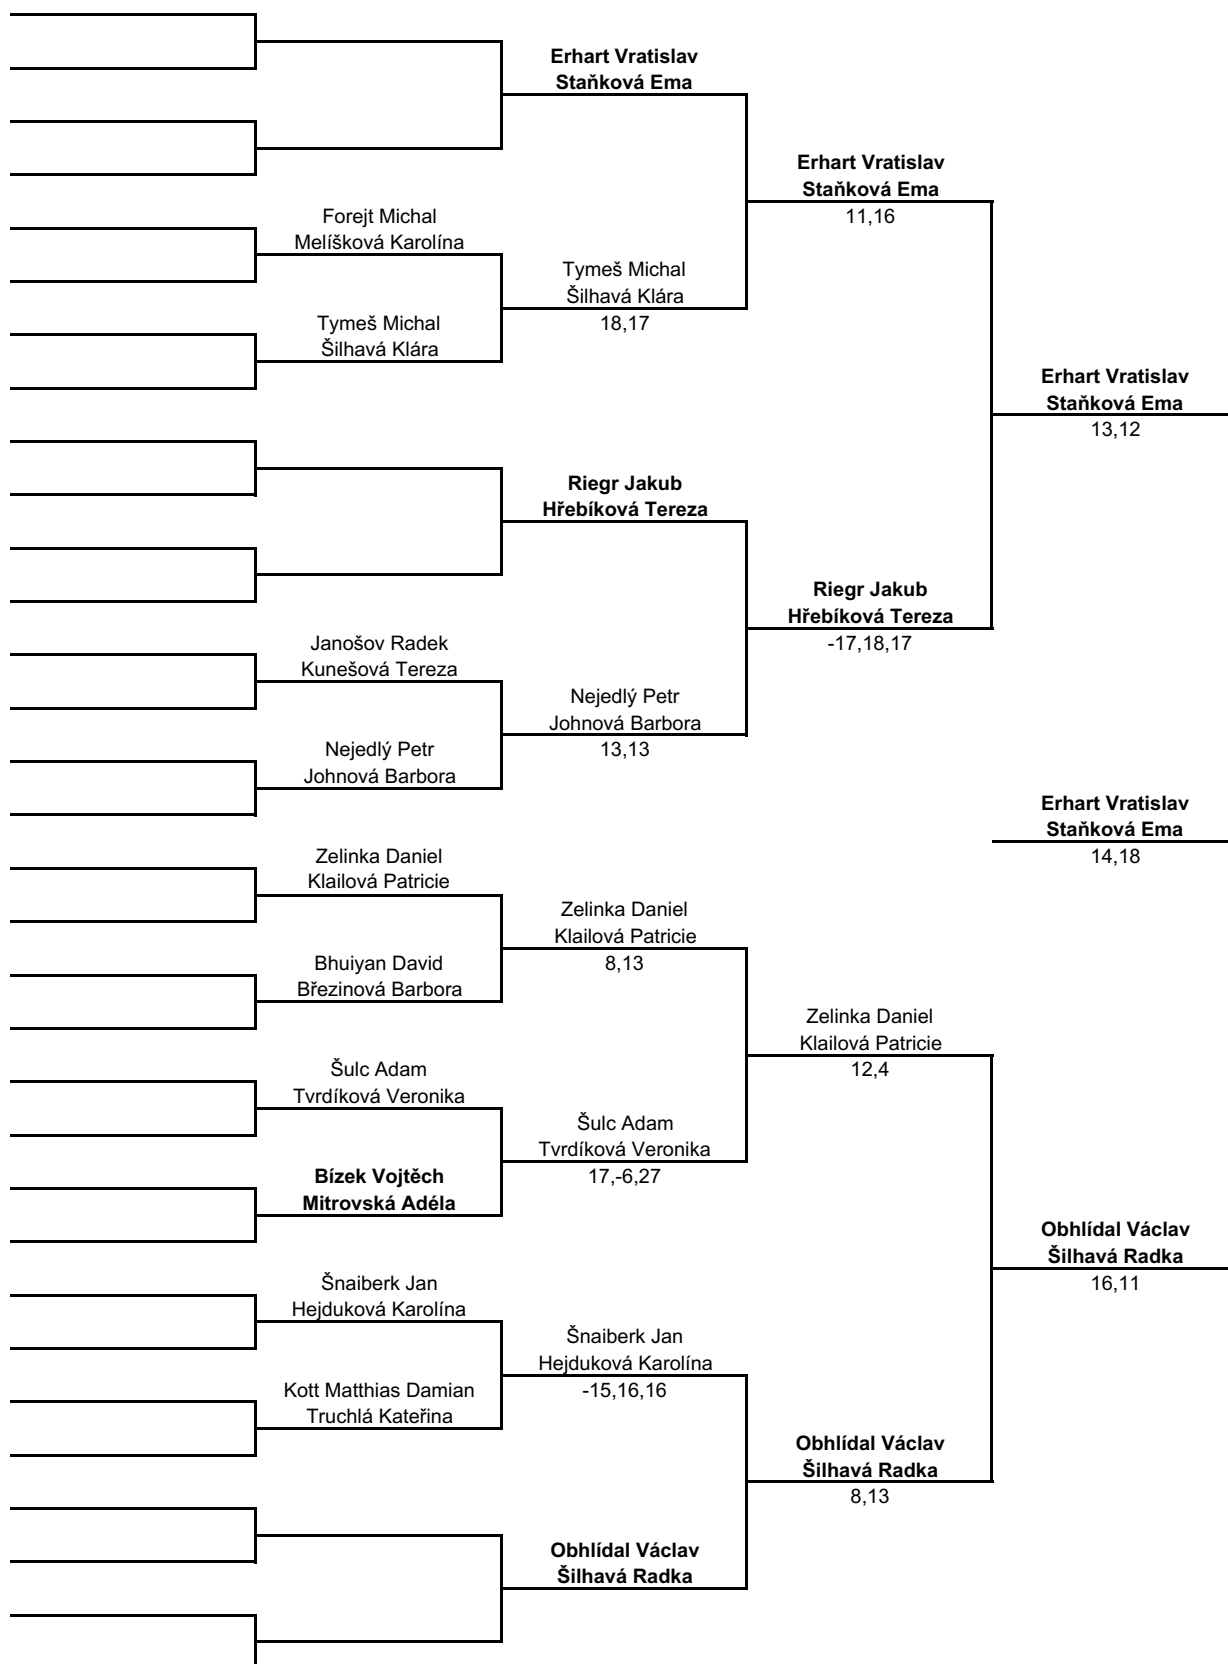 Erhart Vratislav
Staňková Ema
Erhart Vratislav
Staňková Ema
11,16
Forejt Michal
Melíšková Karolína
Tymeš Michal
Šilhavá Klára
18,17
Tymeš Michal
Šilhavá Klára
Erhart Vratislav
Staňková Ema
13,12
Riegr Jakub
Hřebíková Tereza
Riegr Jakub
Hřebíková Tereza
-17,18,17
Janošov Radek
Kunešová Tereza
Nejedlý Petr
Johnová Barbora
13,13
Nejedlý Petr
Johnová Barbora
Erhart Vratislav
Staňková Ema
14,18
Zelinka Daniel
Klailová Patricie
Zelinka Daniel
Klailová Patricie
8,13
Bhuiyan David
Březinová Barbora
Zelinka Daniel
Klailová Patricie
12,4
Šulc Adam
Tvrdíková Veronika
Šulc Adam
Tvrdíková Veronika
17,-6,27
Bízek Vojtěch
Mitrovská Adéla
Obhlídal Václav
Šilhavá Radka
16,11
Šnaiberk Jan
Hejduková Karolína
Šnaiberk Jan
Hejduková Karolína
-15,16,16
Kott Matthias Damian
Truchlá Kateřina
Obhlídal Václav
Šilhavá Radka
8,13
Obhlídal Václav
Šilhavá Radka